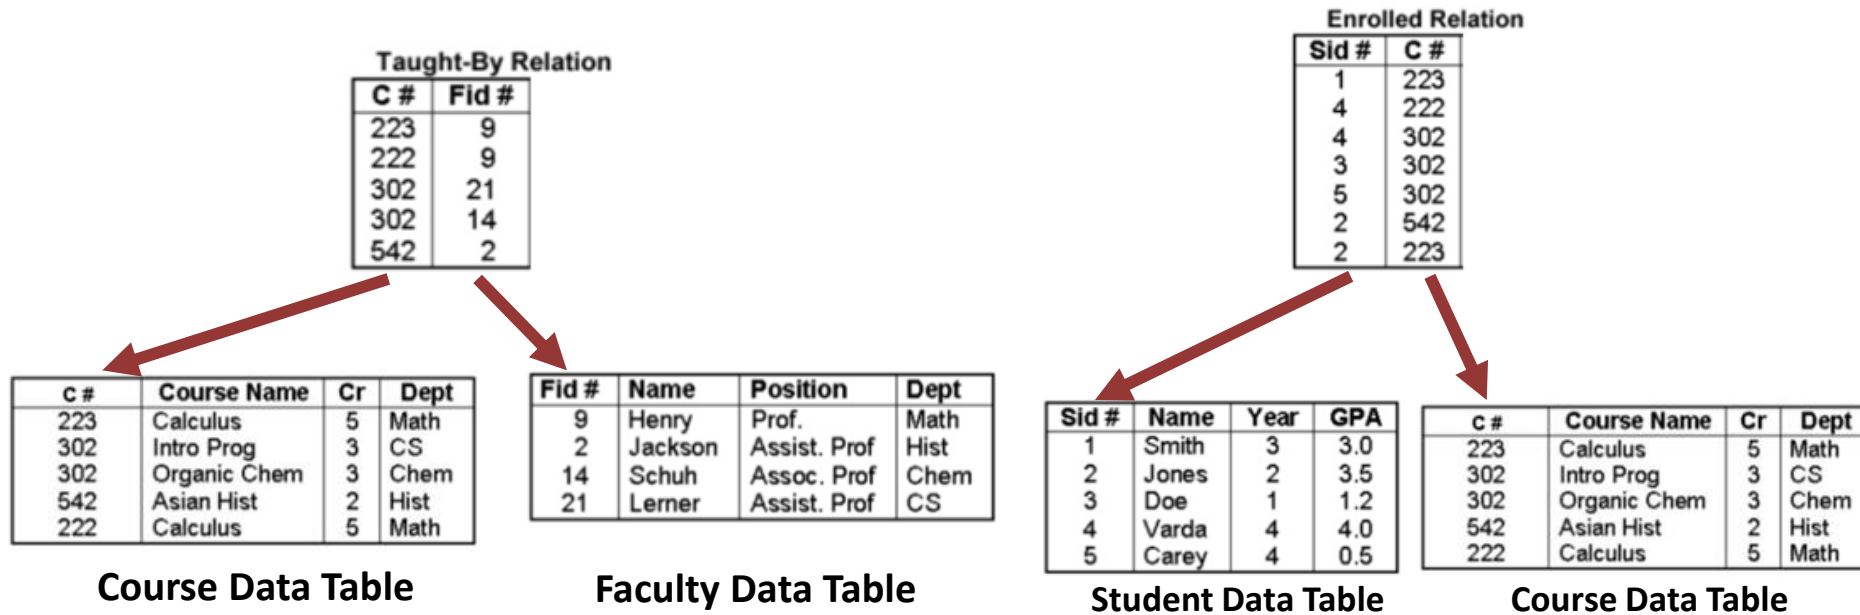 Taught-By Relation
C # Fid #
223 9
222 9
302 21
302 14
542 2
Enrolled Relation
Sid # C #
1 223
4 222
4 302
3 302
5 302
2 542
2 223
C # Course Name Cr Dept
223 Calculus 5 Math
302 Intro Prog 3 CS
302 Organic Chem 3 Chem
542 Asian Hist 2 Hist
222 Calculus 5 Math
Course Data Table
Fid # Name Position Dept
9 Henry Prof. Math
2 Jackson Assist. Prof Hist
14 Schuh Assoc. Prof Chem
21 Lerner Assist. Prof CS
Faculty Data Table
Sid # Name Year GPA
1 Smith 3 3.0
2 Jones 2 3.5
3 Doe 1 1.2
4 Varda 4 4.0
5 Carey 4 0.5
Student Data Table
C # Course Name Cr Dept
223 Calculus 5 Math
302 Intro Prog 3 CS
302 Organic Chem 3 Chem
542 Asian Hist 2 Hist
222 Calculus 5 Math
Course Data Table